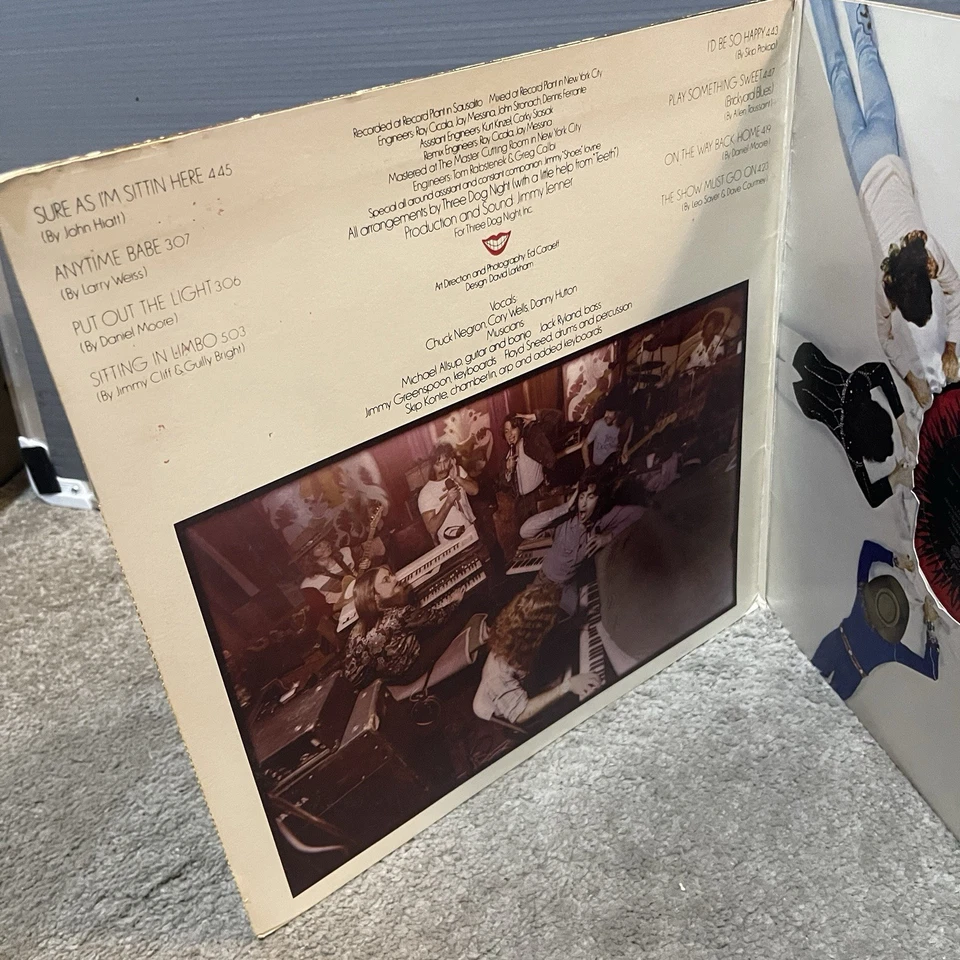 SURE AS I'M SITTIN HERE 4:45
(By John Hiatt)
ANYTIME BABE 3:07
(By Larry Weiss)
PUT OUT THE LIGHT 3:06
(By Daniel Moore)
SITTING IN LIMBO 5:03
(By Jimmy Cliff & Gully Bright)
Recorded at Record Plant in Sausalito Mixed at Record Plant in New York City
Engineers: Roy Cicala, Jay Messina, John Stronach, Dennis Ferrante
Assistant Engineers: Kurt Kinzel, Corky Stasiak
Remix Engineers: Roy Cicala, Jay Messina
Mastered at The Master Cutting Room in New York City
Engineers: Tom Rabstenek & Greg Calbi
Special all around assistant and constant companion Jimmy "Shoes" Iovine
All arrangements by Three Dog Night (with a little help from "Teeth")
Production and Sound: Jimmy Ienner
For Three Dog Night, Inc.
Art Direction and Photography: Ed Caraeff
Design: David Larkham
Vocals:
Chuck Negron, Cory Wells, Danny Hutton
Musicians:
Michael Allsup, guitar and banjo Jack Ryland, bass
Jimmy Greenspoon, keyboards Floyd Sneed, drums and percussion
Skip Konte, chamberlin, arp and added keyboards
I'D BE SO HAPPY 4:43
(By Skip Prokop)
PLAY SOMETHING SWEET 4:47
(Brickyard Blues)
(By Allen Toussaint)
ON THE WAY BACK HOME 4:19
(By Daniel Moore)
THE SHOW MUST GO ON 4:23
(By Leo Sayer & Dave Courtney)